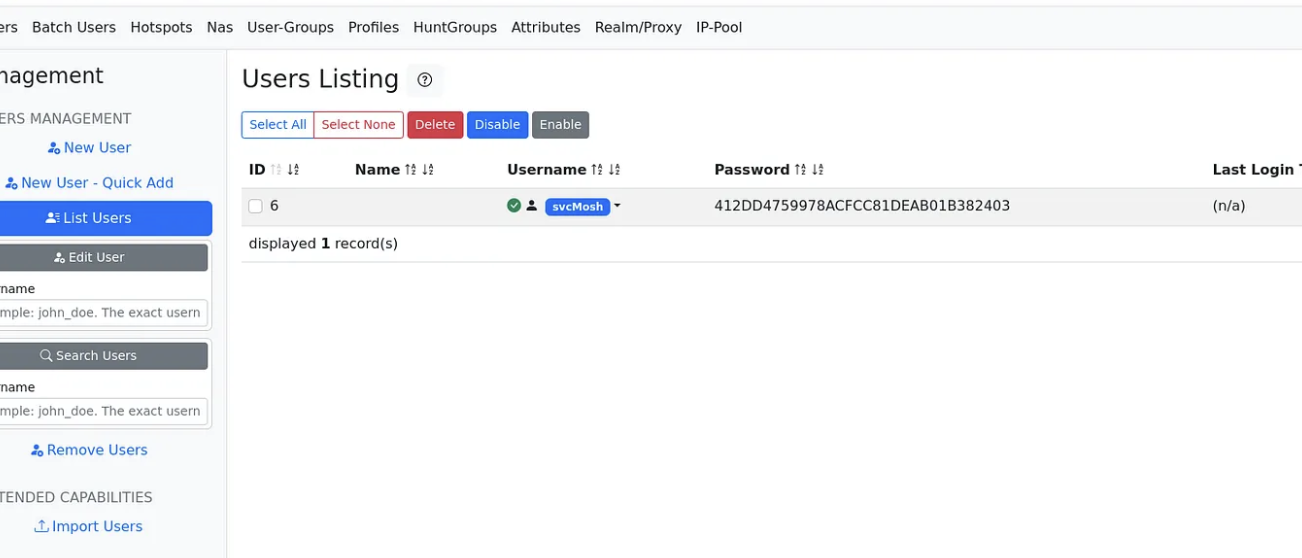 ers Batch Users Hotspots Nas User-Groups Profiles HuntGroups Attributes Realm/Proxy IP-Pool
nagement
ERS MANAGEMENT
New User
New User - Quick Add
List Users
Edit User
rname
mple: john_doe. The exact usern
Search Users
rname
mple: john_doe. The exact usern
Remove Users
TENDED CAPABILITIES
Import Users
Users Listing
Select All Select None Delete Disable Enable
ID Name Username Password Last Login T
6 svcMosh 412DD4759978ACFCC81DEAB01B382403 (n/a)
displayed 1 record(s)